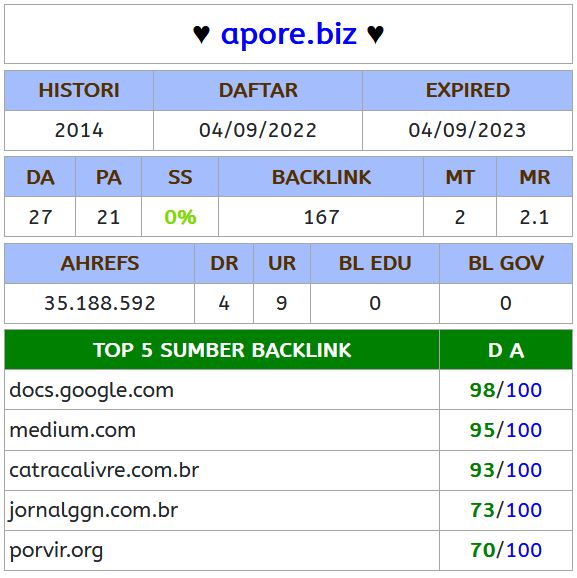 ♥ apore.biz ♥
HISTORI DAFTAR EXPIRED
2014 04/09/2022 04/09/2023
DA PA SS BACKLINK MT MR
27 21 0% 167 2 2.1
AHREFS DR UR BL EDU BL GOV
35.188.592 4 9 0 0
TOP 5 SUMBER BACKLINK D A
docs.google.com 98/100
medium.com 95/100
catracalivre.com.br 93/100
jornalggn.com.br 73/100
porvir.org 70/100